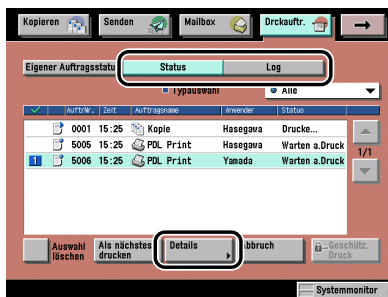 Kopieren Senden Mailbox Drckauftr.
Eigener Auftragsstatu Status Log
Typauswahl Alle
AuftrNr. Zeit Auftragsname Anwender Status
0001 15:25 Kopie Hasegawa Drucke...
5005 15:25 PDL Print Hasegawa Warten a.Druck
1 5006 15:26 PDL Print Yamada Warten a.Druck
1/1
Auswahl löschen Als nächstes drucken Details bbruch Geschütz. Druck
Systemmonitor